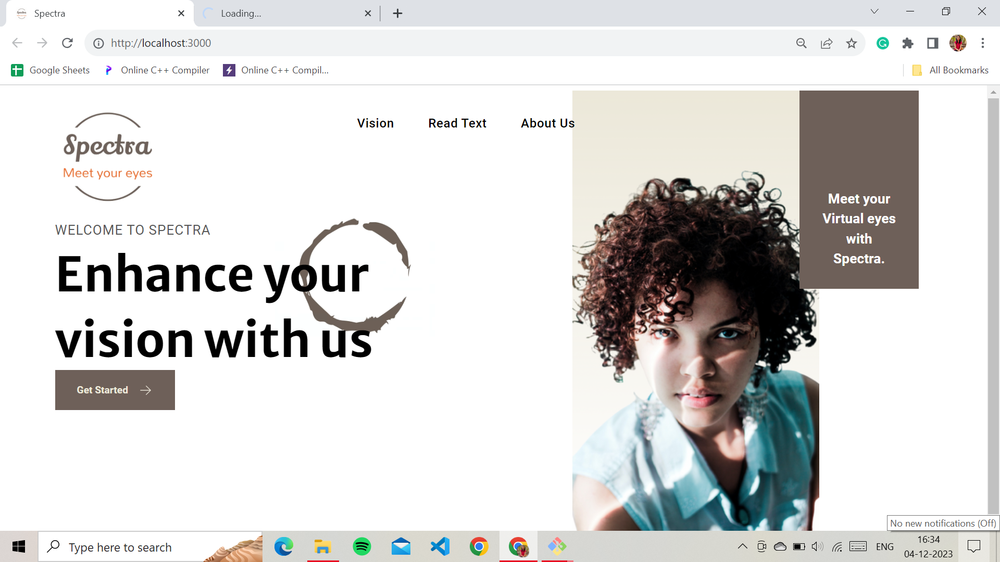 Spectra
Loading...
http://localhost:3000
Google Sheets
Online C++ Compiler
Online C++ Compil...
All Bookmarks
Spectra
Meet your eyes
Vision
Read Text
About Us
Meet your
Virtual eyes
with
Spectra.
WELCOME TO SPECTRA
Enhance your
vision with us
Get Started
No new notifications (Off)
Type here to search
ENG
16:34
04-12-2023